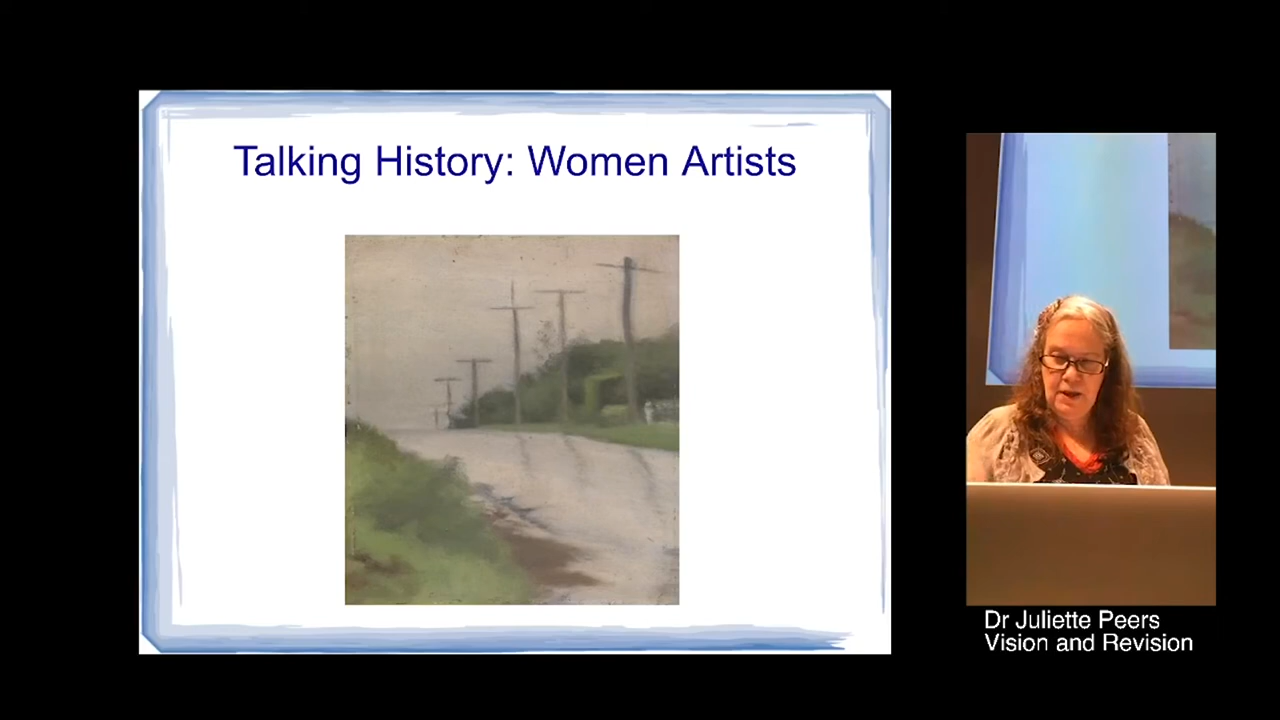 Talking History: Women Artists
Dr Juliette Peers
Vision and Revision